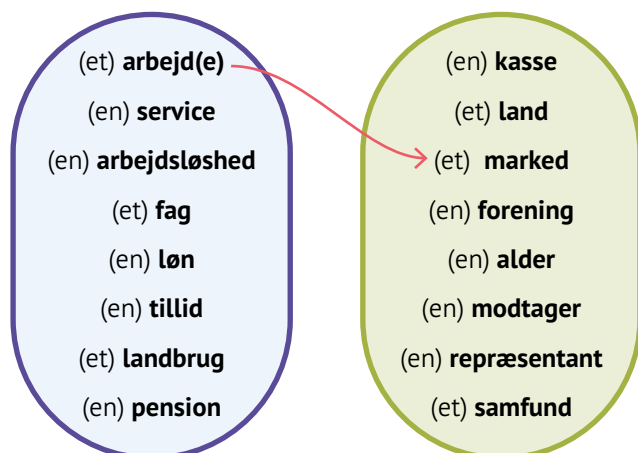 (et) arbejd(e)
(en) service
(en) arbejdsløshed
(et) fag
(en) løn
(en) tillid
(et) landbrug
(en) pension
(en) kasse
(et) land
(et) marked
(en) forening
(en) alder
(en) modtager
(en) repræsentant
(et) samfund